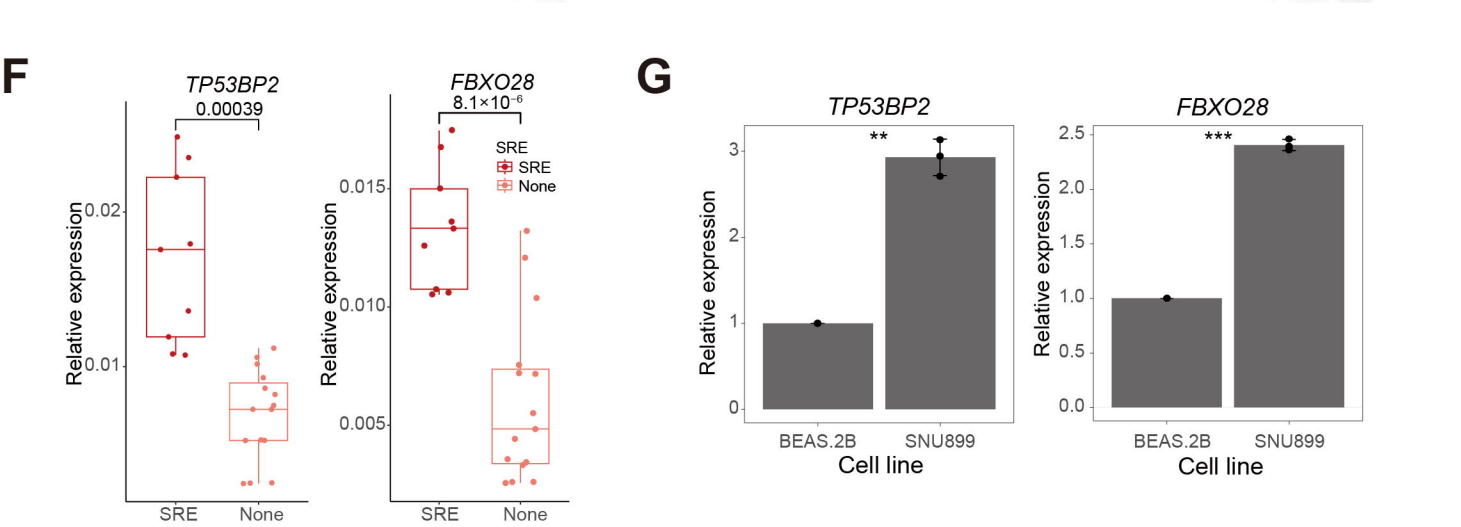 F
TP53BP2
0.00039
Relative expression
0.02
0.01
SRE
None
FBXO28
8.1×10⁻⁶
SRE
SRE
None
Relative expression
0.015
0.010
0.005
SRE
None
G
TP53BP2
**
Relative expression
3
2
1
0
BEAS.2B
SNU899
Cell line
FBXO28
***
Relative expression
2.5
2.0
1.5
1.0
0.5
0.0
BEAS.2B
SNU899
Cell line